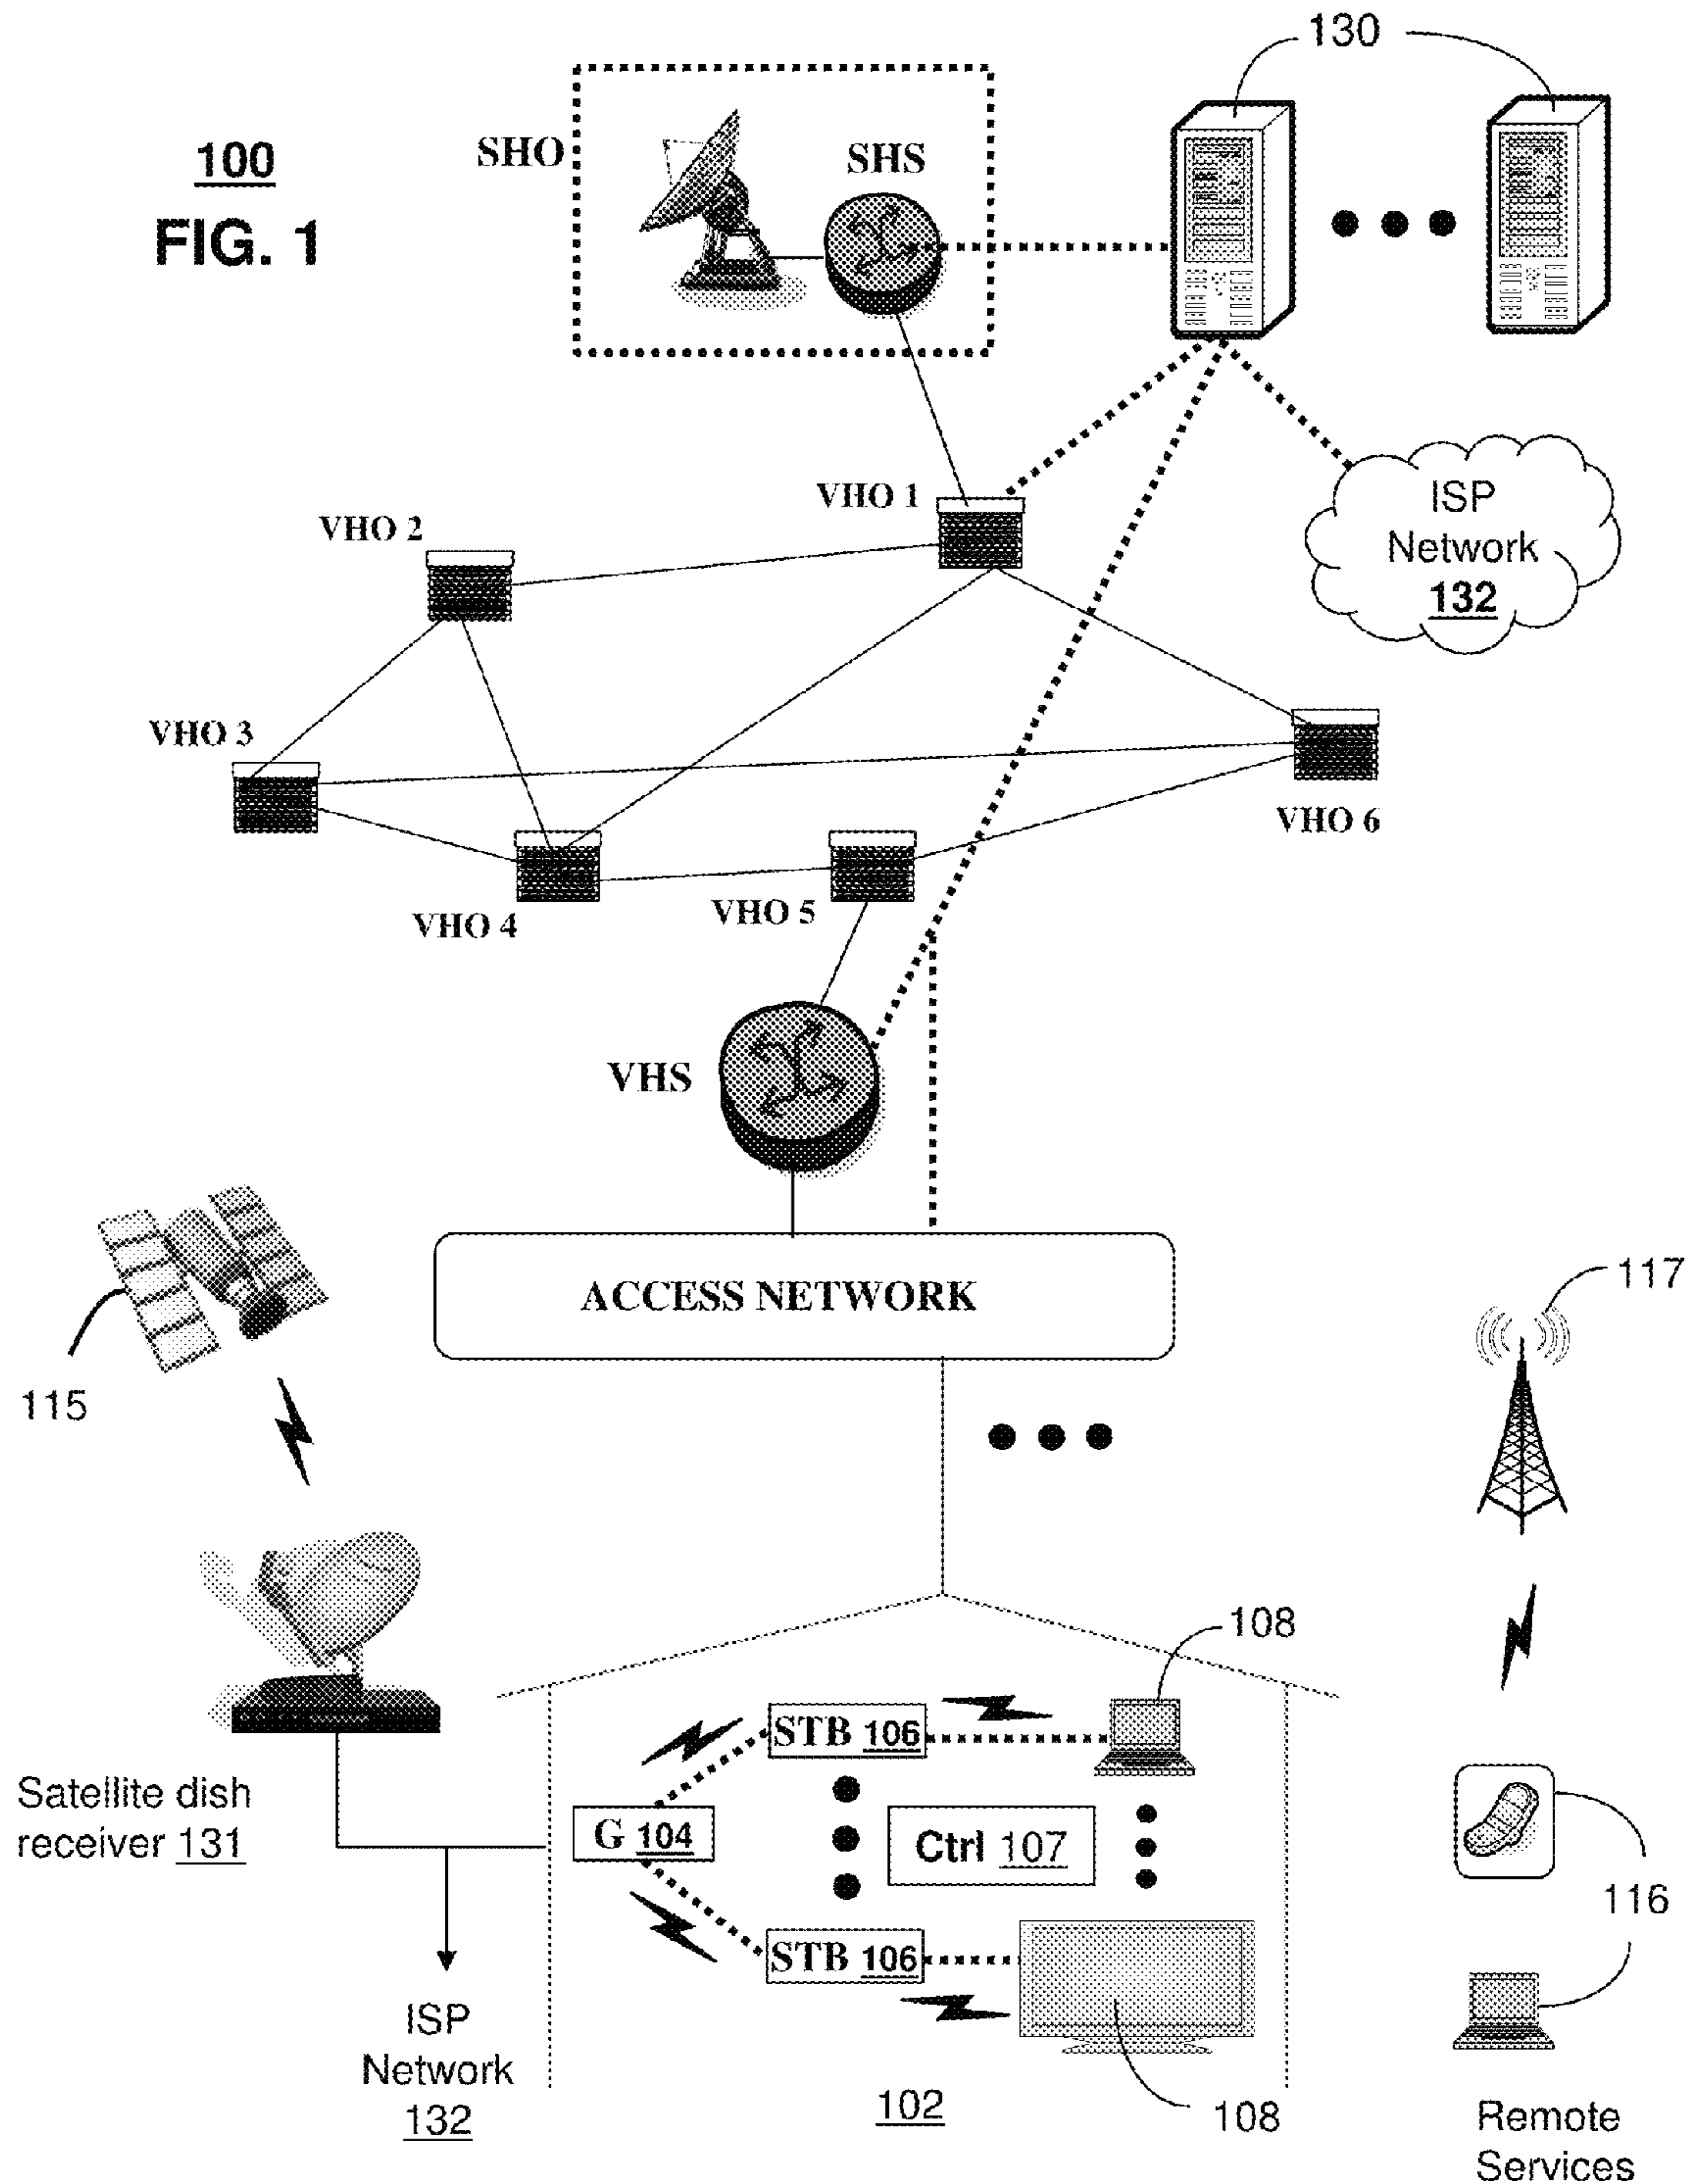 130
100
FIG. 1
SHO
SHS
VHO 1
ISP
Network
132
VHO 2
VHO 3
VHO 6
VHO 4
VHO 5
VHS
ACCESS NETWORK
117
115
108
STB 106
Satellite dish
receiver 131
G 104
Ctrl 107
116
STB 106
ISP
Network
132
102
108
Remote
Services